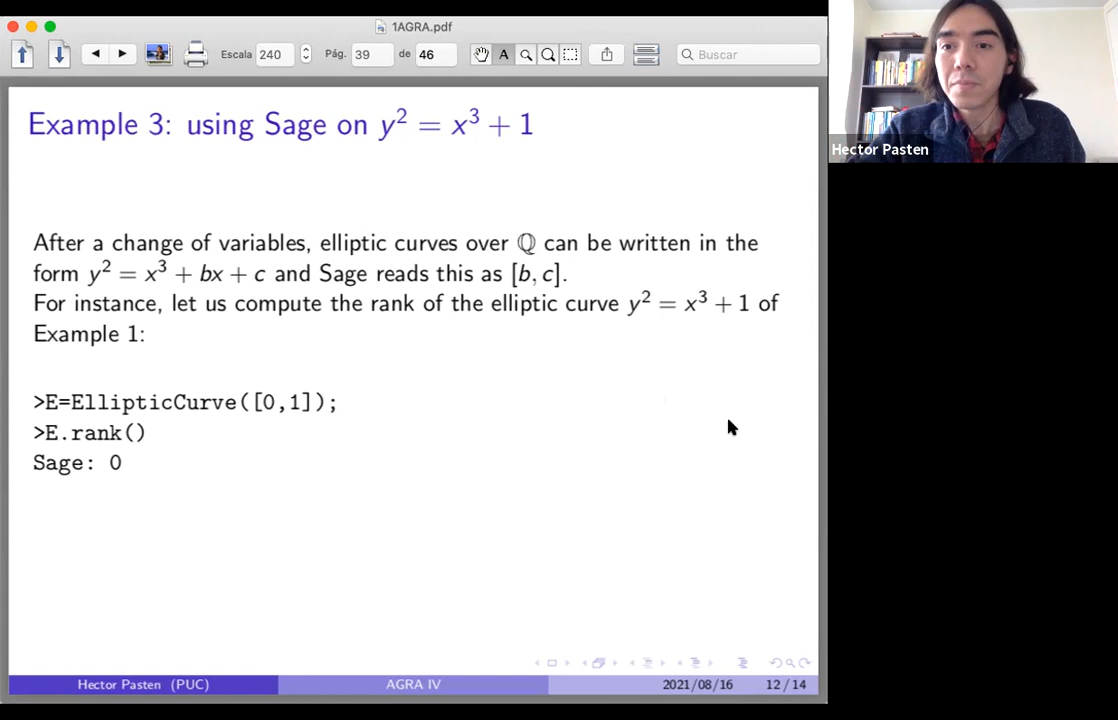 1AGRA.pdf
Escala 240 Pág. 39 de 46 A Buscar
Example 3: using Sage on y² = x³ + 1
After a change of variables, elliptic curves over ℚ can be written in the
form y² = x³ + bx + c and Sage reads this as [b, c].
For instance, let us compute the rank of the elliptic curve y² = x³ + 1 of
Example 1:
>E=EllipticCurve([0,1]);
>E.rank()
Sage: 0
Hector Pasten (PUC) AGRA IV 2021/08/16 12 / 14
Hector Pasten